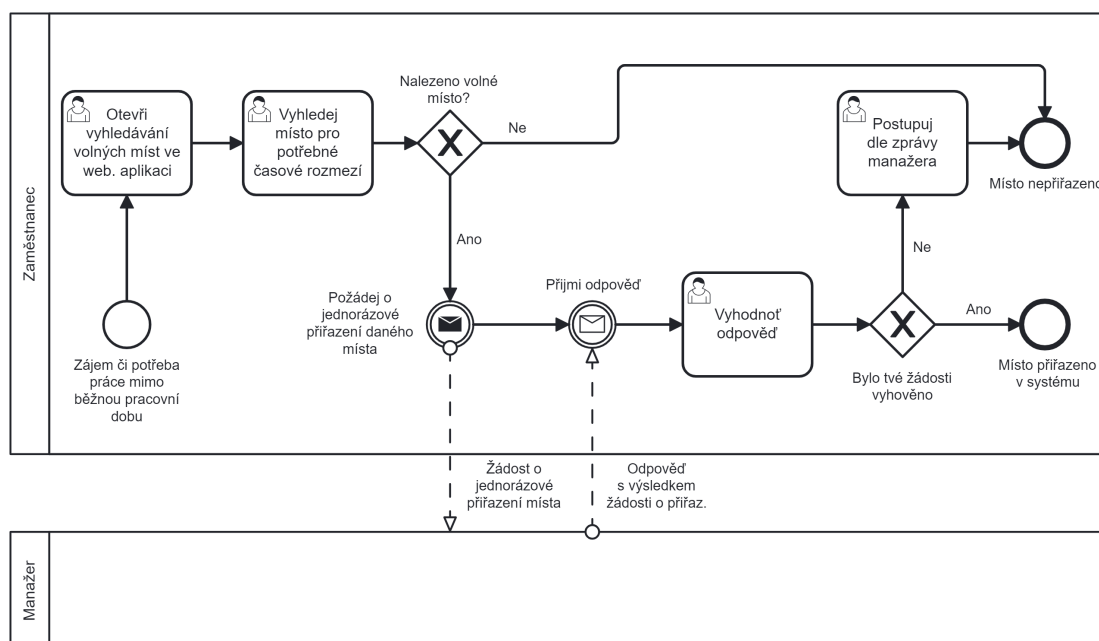 Zaměstnanec
Otevři
vyhledávání
volných míst ve
web. aplikaci
Vyhledej
místo pro
potřebné
časové rozmezí
Nalezeno volné
místo?
Ne
Ano
Postupuj
dle zprávy
manažera
Místo nepřiřazeno
Zájem či potřeba
práce mimo
běžnou pracovní
dobu
Požádej o
jednorázové
přiřazení daného
místa
Přijmi odpověď
Vyhodnoť
odpověď
Bylo tvé žádosti
vyhověno
Ne
Ano
Místo přiřazeno
v systému
Žádost o
jednorázové
přiřazení místa
Odpověď
s výsledkem
žádosti o přiřaz.
Manažer